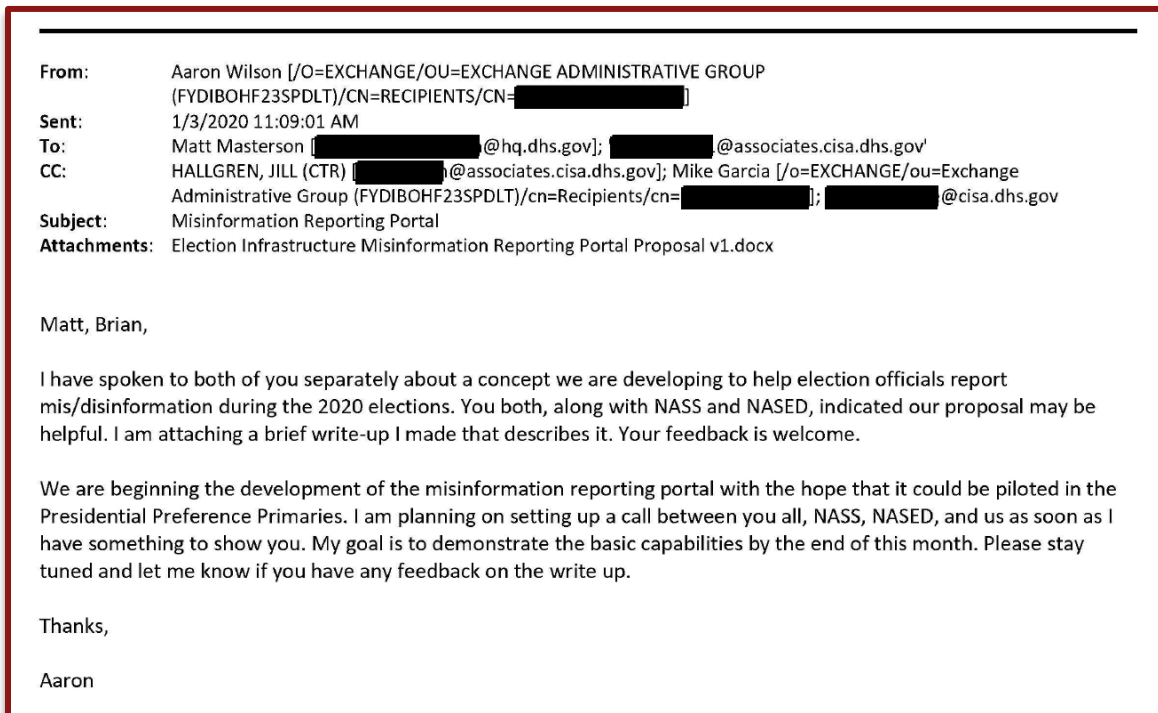 From: Aaron Wilson [/O=EXCHANGE/OU=EXCHANGE ADMINISTRATIVE GROUP
(FYDIBOHF23SPDLT)/CN=RECIPIENTS/CN= ]
Sent: 1/3/2020 11:09:01 AM
To: Matt Masterson [ @hq.dhs.gov]; ' @associates.cisa.dhs.gov'
CC: HALLGREN, JILL (CTR) [ @associates.cisa.dhs.gov]; Mike Garcia [/o=EXCHANGE/ou=Exchange
Administrative Group (FYDIBOHF23SPDLT)/cn=Recipients/cn= ]; @cisa.dhs.gov
Subject: Misinformation Reporting Portal
Attachments: Election Infrastructure Misinformation Reporting Portal Proposal v1.docx
Matt, Brian,
I have spoken to both of you separately about a concept we are developing to help election officials report
mis/disinformation during the 2020 elections. You both, along with NASS and NASED, indicated our proposal may be
helpful. I am attaching a brief write-up I made that describes it. Your feedback is welcome.
We are beginning the development of the misinformation reporting portal with the hope that it could be piloted in the
Presidential Preference Primaries. I am planning on setting up a call between you all, NASS, NASED, and us as soon as I
have something to show you. My goal is to demonstrate the basic capabilities by the end of this month. Please stay
tuned and let me know if you have any feedback on the write up.
Thanks,
Aaron